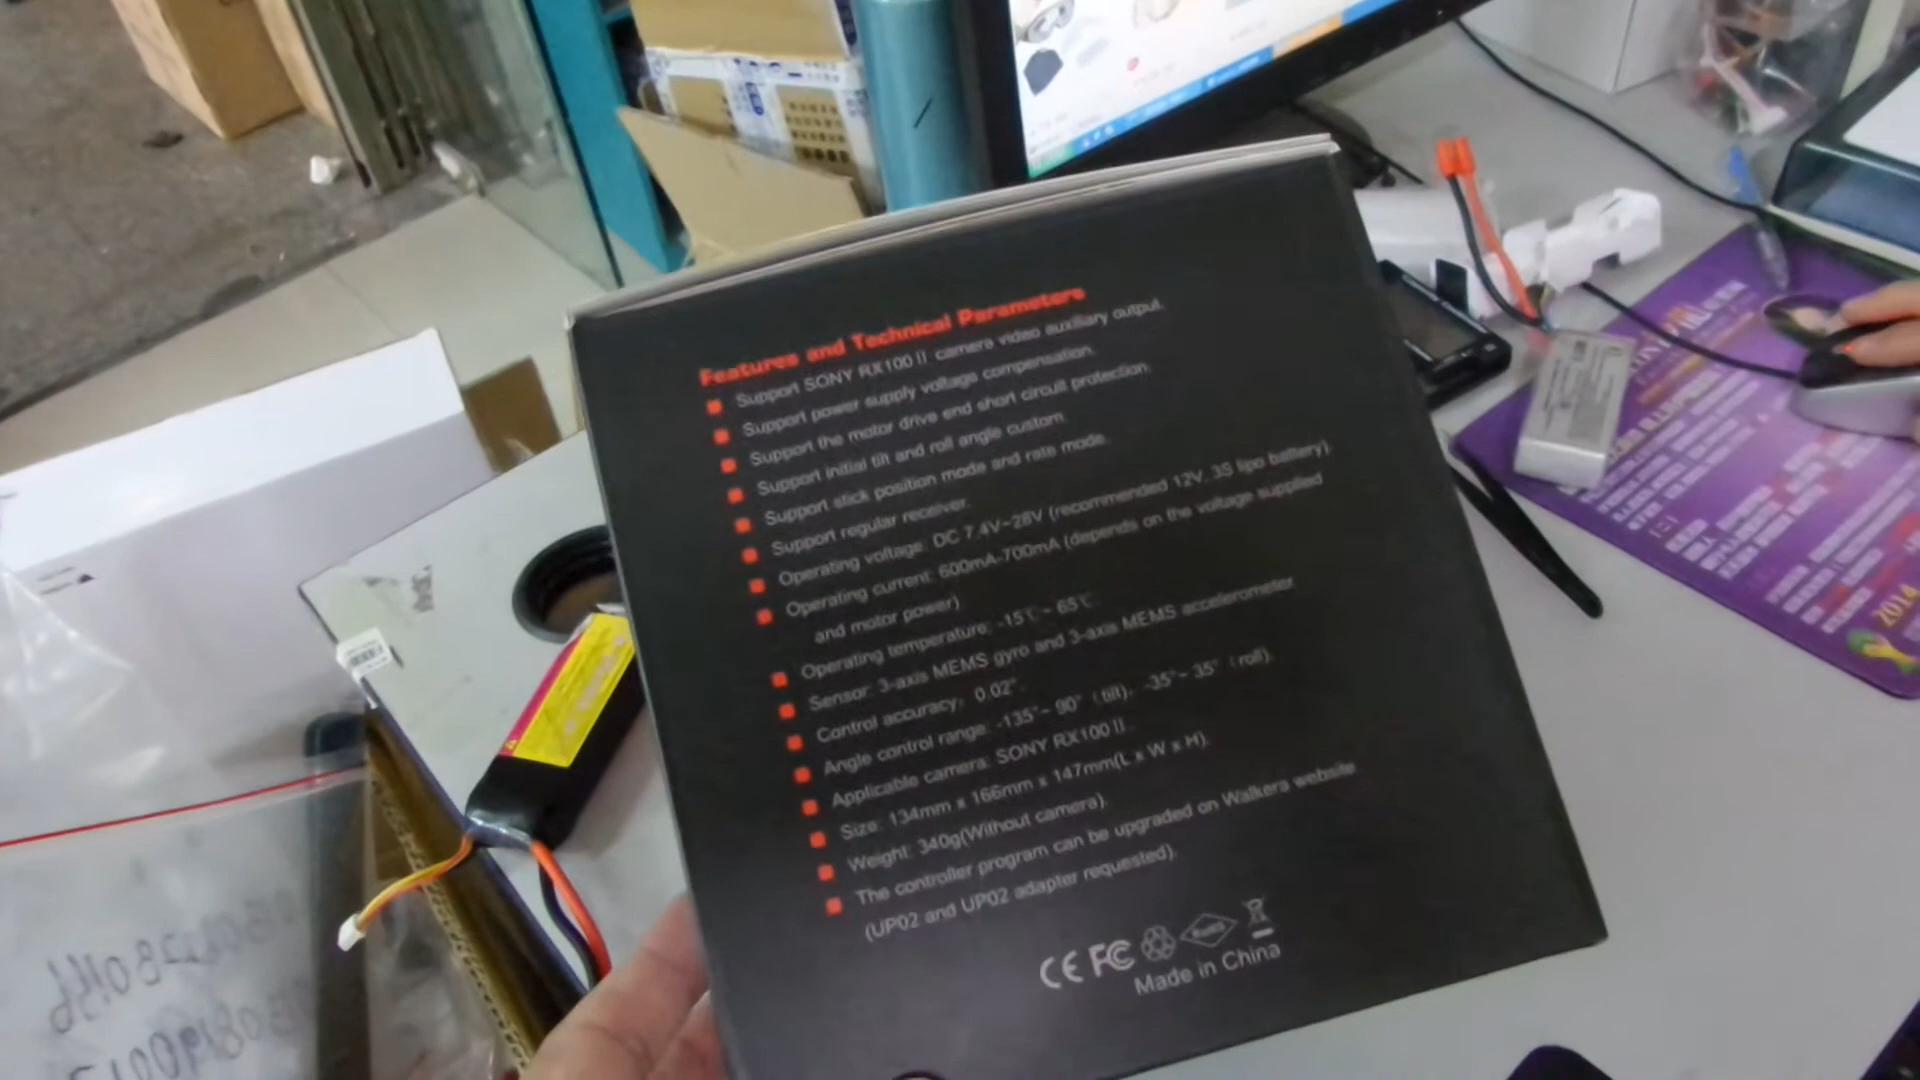 Features and Technical Parameters
Support SONY RX100 II camera video auxiliary output.
Support power supply voltage compensation.
Support the motor drive end short circuit protection.
Support initial tilt and roll angle custom.
Support stick position mode and rate mode.
Support regular receiver.
Operating voltage: DC 7.4V~28V (recommended 12V, 3S lipo battery).
Operating current: 600mA-700mA (depends on the voltage supplied
and motor power)
Operating temperature: -15℃~ 65℃
Sensor: 3-axis MEMS gyro and 3-axis MEMS accelerometer
Control accuracy: 0.02°.
Angle control range: -135°~ 90° (tilt), -35°~ 35° (roll).
Applicable camera: SONY RX100 II.
Size: 134mm x 166mm x 147mm(L x W x H).
Weight: 340g(Without camera).
The controller program can be upgraded on Walkera website
(UP02 and UP02 adapter requested).
CE FC RoHS
Made in China
2014